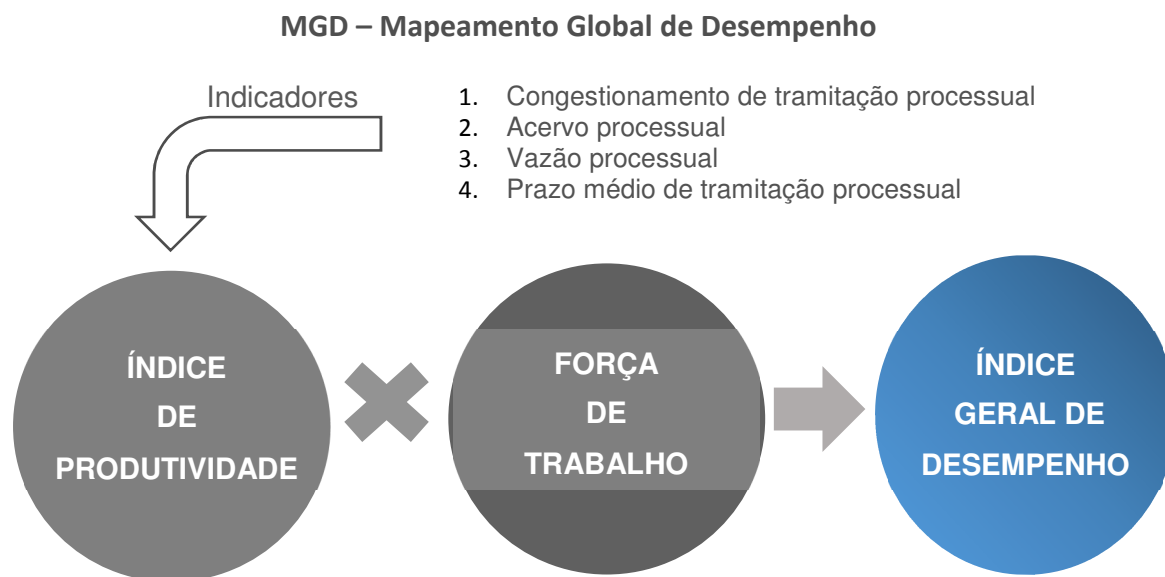 MGD – Mapeamento Global de Desempenho
Indicadores
1. Congestionamento de tramitação processual
2. Acervo processual
3. Vazão processual
4. Prazo médio de tramitação processual
ÍNDICE
DE
PRODUTIVIDADE
FORÇA
DE
TRABALHO
ÍNDICE
GERAL DE
DESEMPENHO